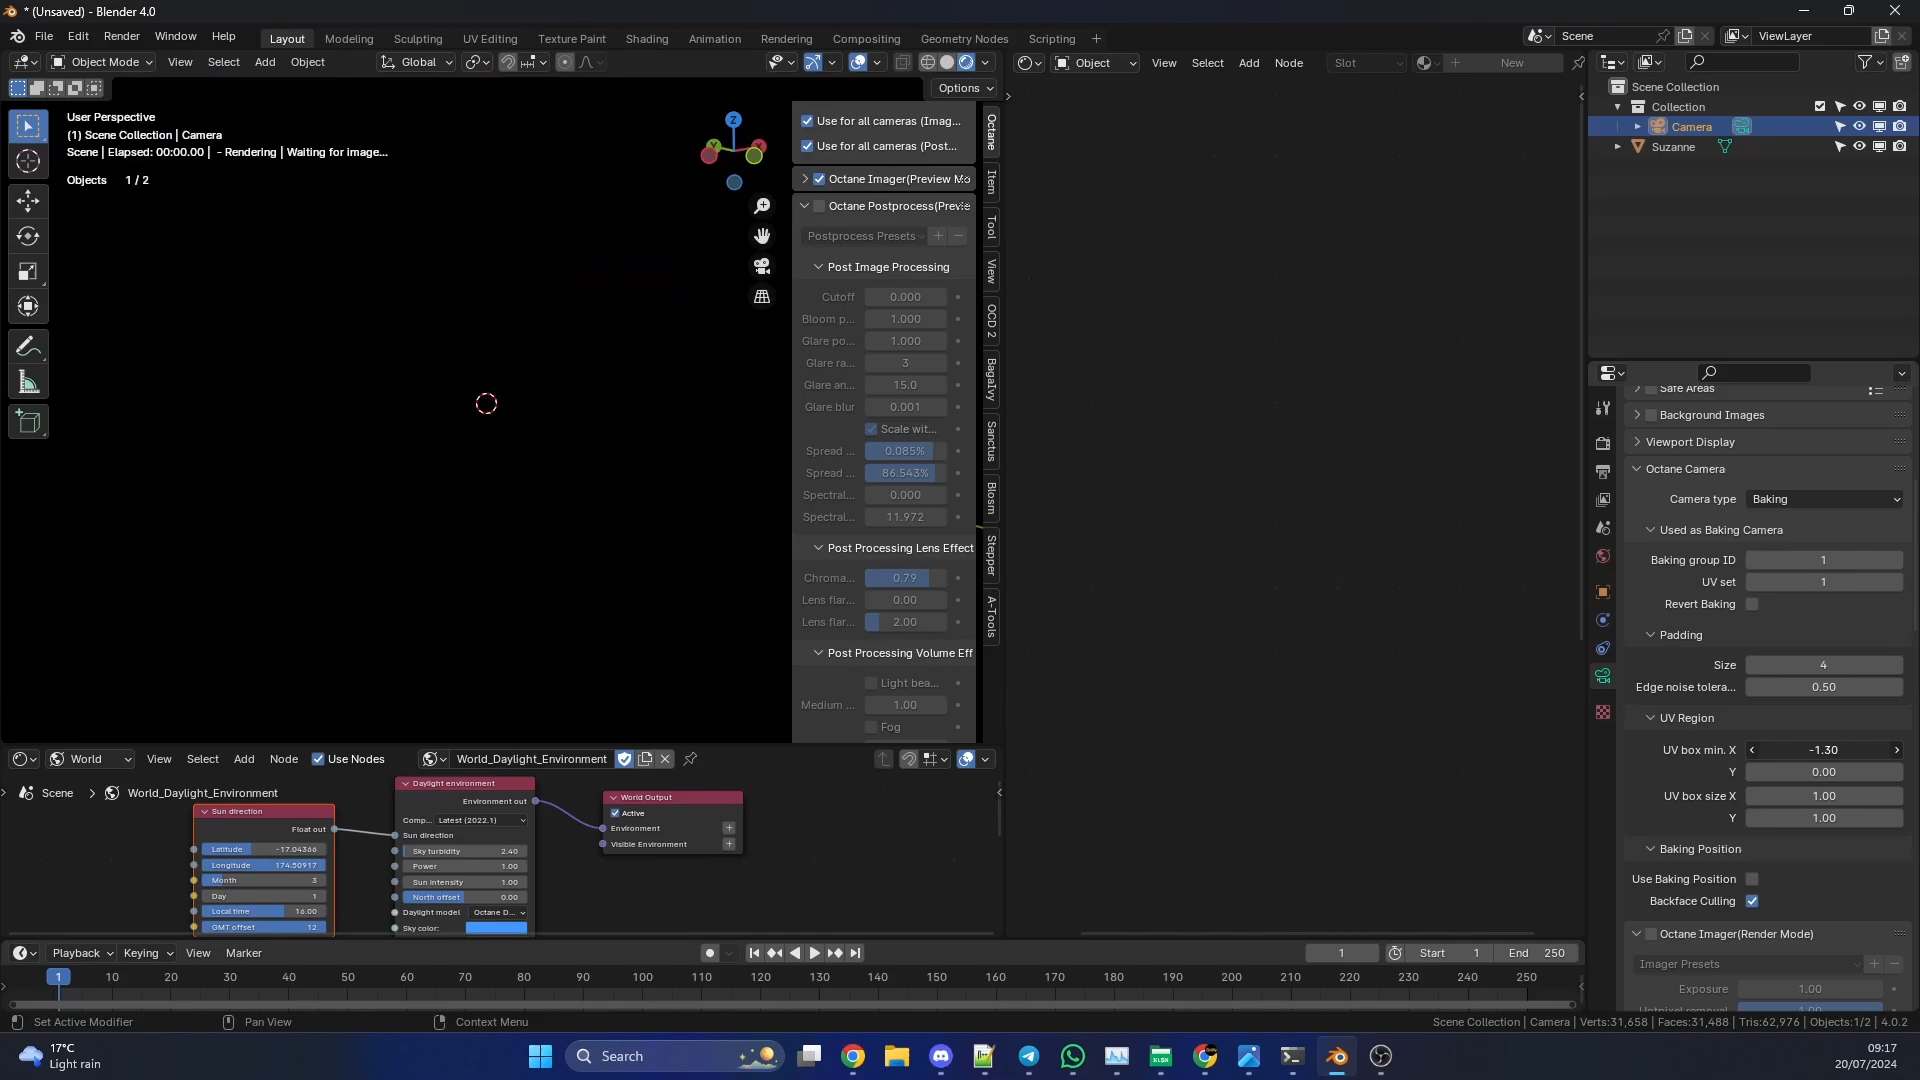 * (Unsaved) - Blender 4.0
File Edit Render Window Help
Layout Modeling Sculpting UV Editing Texture Paint Shading Animation Rendering Compositing Geometry Nodes Scripting
Scene
ViewLayer
Object Mode View Select Add Object
Global
Object View Select Add Node
Slot
New
Options
User Perspective
(1) Scene Collection | Camera
Scene | Elapsed: 00:00.00 | - Rendering | Waiting for image...
Objects 1 / 2
Z
Use for all cameras (Imag...
Use for all cameras (Post...
Octane Postprocess(Previe
Postprocess Presets
Post Image Processing
Cutoff 0.000
Bloom p... 1.000
Glare po... 1.000
Glare ra... 3
Glare an... 15.0
Glare blur 0.001
Scale wit...
Spread ... 0.085%
Spread ... 86.543%
Spectral... 0.000
Spectral... 11.972
Post Processing Lens Effect
Chroma... 0.79
Lens flar... 0.00
Lens flar... 2.00
Post Processing Volume Eff
Light bea...
Medium ... 1.00
Fog
Octane
Item
Tool
View
OCD 2
BagaIvy
Sanctus
Blosm
Stepper
A-Tools
Scene Collection
Collection
Camera
Suzanne
Safe Areas
Background Images
Viewport Display
Octane Camera
Camera type Baking
Used as Baking Camera
Baking group ID 1
UV set 1
Revert Baking
Padding
Size 4
Edge noise tolera... 0.50
UV Region
UV box min. X -1.30
Y 0.00
UV box size X 1.00
Y 1.00
Baking Position
Use Baking Position
Backface Culling
Octane Imager(Render Mode)
Imager Presets
Exposure 1.00
World View Select Add Node Use Nodes
World_Daylight_Environment
Scene > World_Daylight_Environment
Sun direction
Float out
Latitude -17.04366
Longitude 174.50917
Month 3
Day 1
Local time 16.00
GMT offset 12
Daylight environment
Environment out
Comp... Latest (2022.1)
Sun direction
Sky turbidity 2.40
Power 1.00
Sun intensity 1.00
North offset 0.00
Daylight model Octane D...
Sky color:
World Output
Active
Environment
Visible Environment
Playback Keying View Marker
1
Start 1
End 250
1 10 20 30 40 50 60 70 80 90 100 110 120 130 140 150 160 170 180 190 200 210 220 230 240 250
Set Active Modifier
Pan View
Context Menu
Scene Collection | Camera | Verts:31,658 | Faces:31,488 | Tris:62,976 | Objects:1/2 | 4.0.2
17°C
Light rain
Search
09:17
20/07/2024